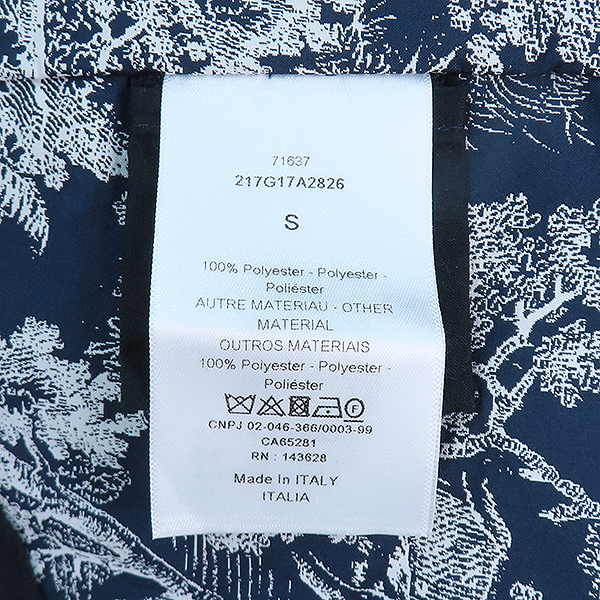 71637
217G17A2826
S
100% Polyester - Polyester -
Poliéster
AUTRE MATERIAU - OTHER
MATERIAL
OUTROS MATERIAIS
100% Polyester - Polyester -
Poliéster
CNPJ 02-046-366/0003-99
CA65281
RN : 143628
Made In ITALY
ITALIA